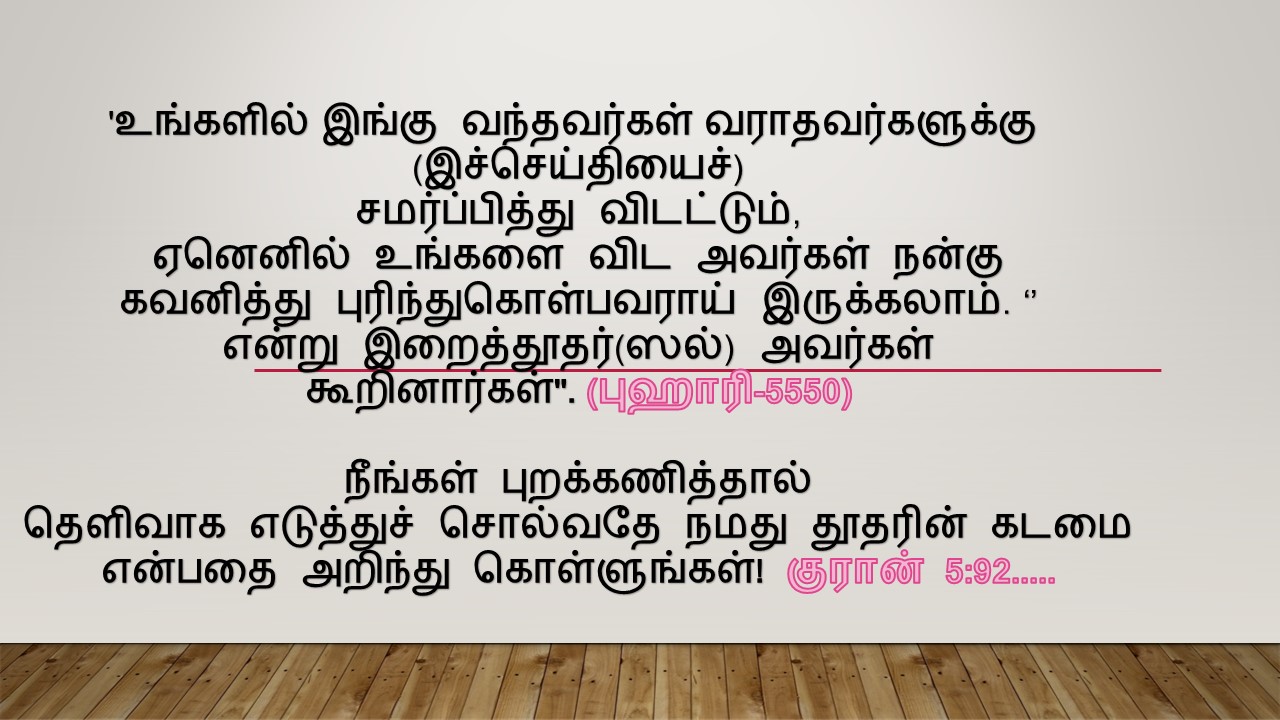 'உங்களில் இங்கு வந்தவர்கள் வராதவர்களுக்கு
(இச்செய்தியைச்)
சமர்ப்பித்து விடட்டும்,
ஏனெனில் உங்களை விட அவர்கள் நன்கு
கவனித்து புரிந்துகொள்பவராய் இருக்கலாம். ‘’
என்று இறைத்தூதர்(ஸல்) அவர்கள்
கூறினார்கள்". (புஹாரி-5550)
நீங்கள் புறக்கணித்தால்
தெளிவாக எடுத்துச் சொல்வதே நமது தூதரின் கடமை
என்பதை அறிந்து கொள்ளுங்கள்! குரான் 5:92.....